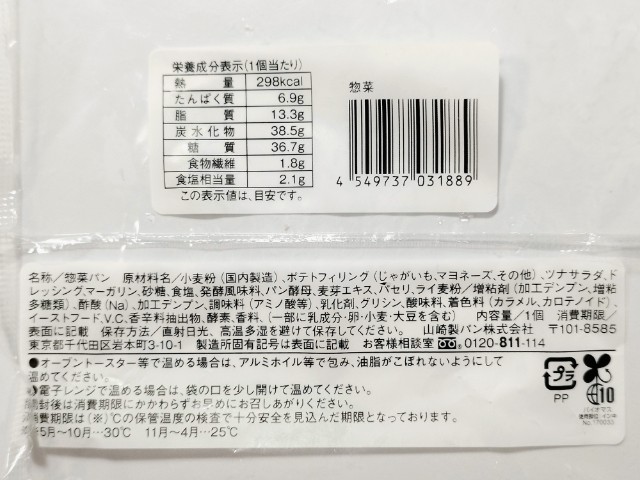 栄養成分表示(1個当たり)
熱量 298kcal
たんぱく質 6.9g
脂質 13.3g
炭水化物 38.5g
糖質 36.7g
食物繊維 1.8g
食塩相当量 2.1g
この表示値は、目安です。
惣菜
4 549737 031889
名称/惣菜パン 原材料名/小麦粉(国内製造)、ポテトフィリング(じゃがいも、マヨネーズ、その他)、ツナサラダ、ド
レッシング、マーガリン、砂糖、食塩、発酵風味料、パン酵母、麦芽エキス、パセリ、ライ麦粉/増粘剤(加工デンプン、増粘
多糖類)、酢酸(Na)、加工デンプン、調味料(アミノ酸等)、乳化剤、グリシン、酸味料、着色料(カラメル、カロテノイド)、
イーストフード、V.C、香辛料抽出物、酵素、香料、(一部に乳成分・卵・小麦・大豆を含む) 内容量/1個 消費期限/
表面に記載 保存方法/直射日光、高温多湿を避けて保存してください。 山崎製パン株式会社 〒101-8585
東京都千代田区岩本町3-10-1 製造所固有記号は表面に記載 お客様相談室 0120-811-114
●オーブントースター等で温める場合は、アルミホイル等で包み、油脂がこぼれないようにして
温めてください。
●電子レンジで温める場合は、袋の口を少し開けて温めてください。
開封後は消費期限にかかわらずお早めにお召しあがりください。
消費期限は(※)℃の保管温度の検査で十分安全を見込んだ期限となっております。
5月~10月…30℃ 11月~4月…25℃
プラ
PP
10
バイオマス
No.170033